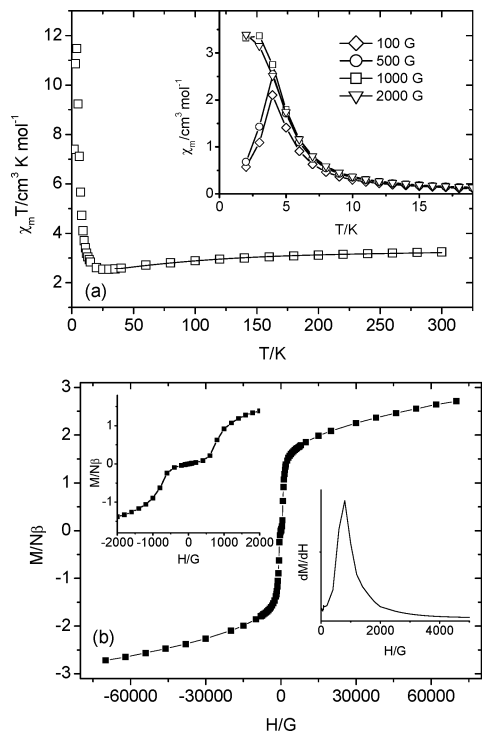 12
10
8
6
4
2
χmT/cm³ K mol⁻¹
(a)
0 50 100 150 200 250 300
T/K
4
3
2
1
0
χm/cm³ mol⁻¹
100 G
500 G
1000 G
2000 G
0 5 10 15
T/K
3
2
1
0
-1
-2
-3
M/Nβ
(b)
-60000 -30000 0 30000 60000
H/G
1
0
-1
M/Nβ
-2000 -1000 0 1000 2000
H/G
dM/dH
0 2000 4000
H/G